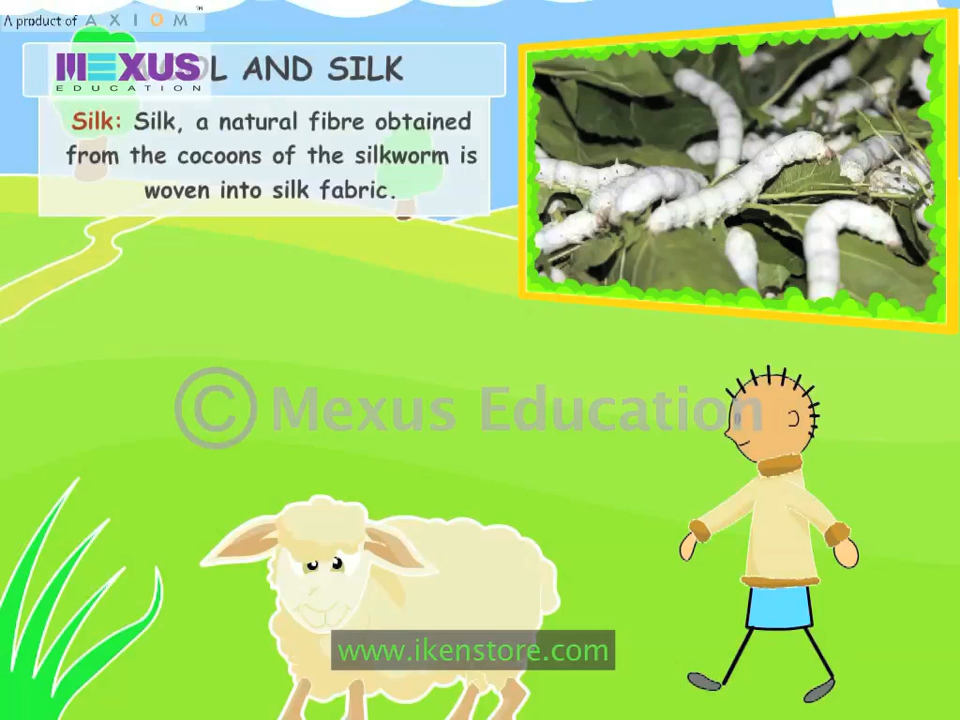 A product of AXIOM™
MEXUS
EDUCATION
L AND SILK
Silk: Silk, a natural fibre obtained
from the cocoons of the silkworm is
woven into silk fabric.
© Mexus Education
www.ikenstore.com